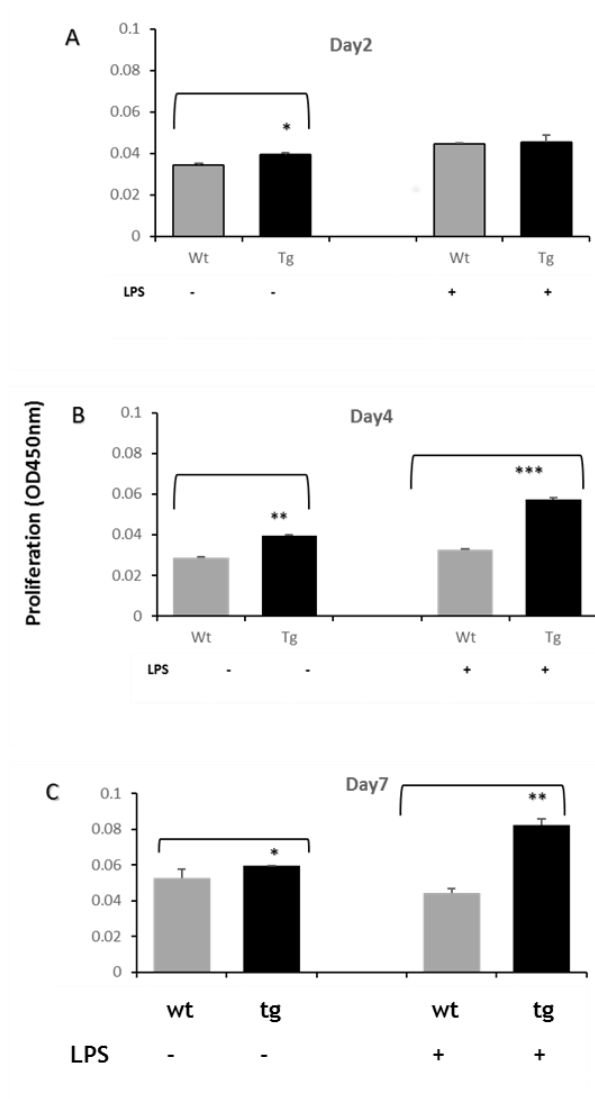 A
Day2
0.1
0.08
0.06
0.04
0.02
0
*
Wt Tg Wt Tg
LPS - - + +
Proliferation (OD450nm)
B
Day4
0.1
0.08
0.06
0.04
0.02
0
** ***
Wt Tg Wt Tg
LPS - - + +
C
Day7
0.1
0.08
0.06
0.04
0.02
0
* **
wt tg wt tg
LPS - - + +